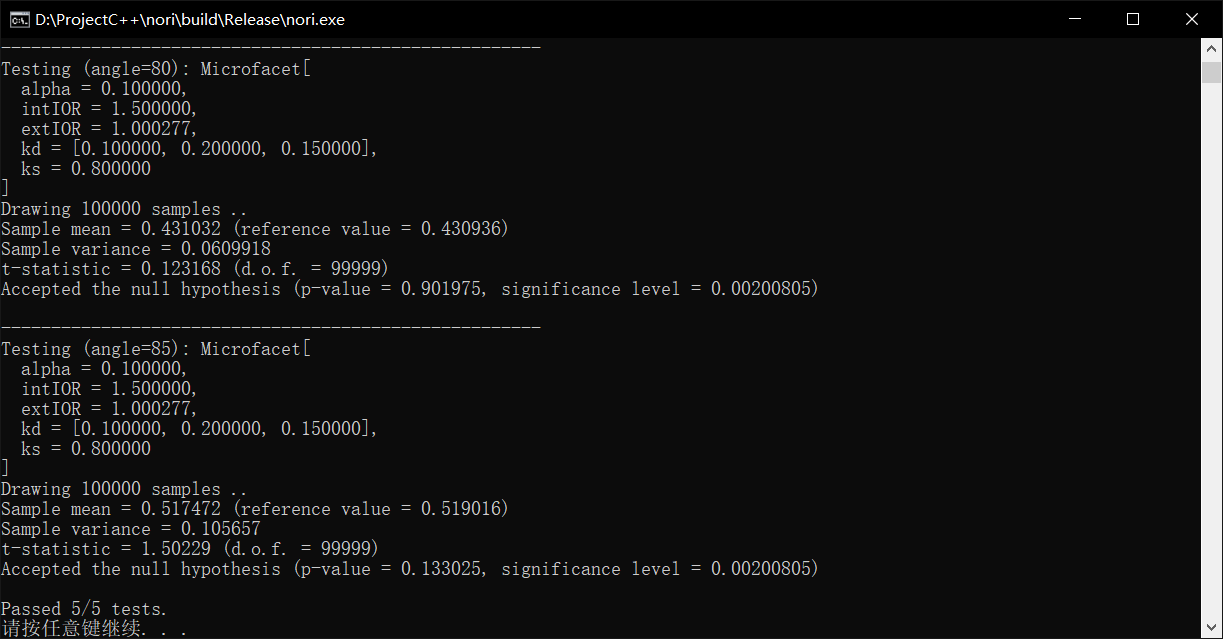 D:\ProjectC++\nori\build\Release\nori.exe
------------------------------------------------------
Testing (angle=80): Microfacet[
  alpha = 0.100000,
  intIOR = 1.500000,
  extIOR = 1.000277,
  kd = [0.100000, 0.200000, 0.150000],
  ks = 0.800000
]
Drawing 100000 samples ..
Sample mean = 0.431032 (reference value = 0.430936)
Sample variance = 0.0609918
t-statistic = 0.123168 (d.o.f. = 99999)
Accepted the null hypothesis (p-value = 0.901975, significance level = 0.00200805)

------------------------------------------------------
Testing (angle=85): Microfacet[
  alpha = 0.100000,
  intIOR = 1.500000,
  extIOR = 1.000277,
  kd = [0.100000, 0.200000, 0.150000],
  ks = 0.800000
]
Drawing 100000 samples ..
Sample mean = 0.517472 (reference value = 0.519016)
Sample variance = 0.105657
t-statistic = 1.50229 (d.o.f. = 99999)
Accepted the null hypothesis (p-value = 0.133025, significance level = 0.00200805)

Passed 5/5 tests.
请按任意键继续. . .